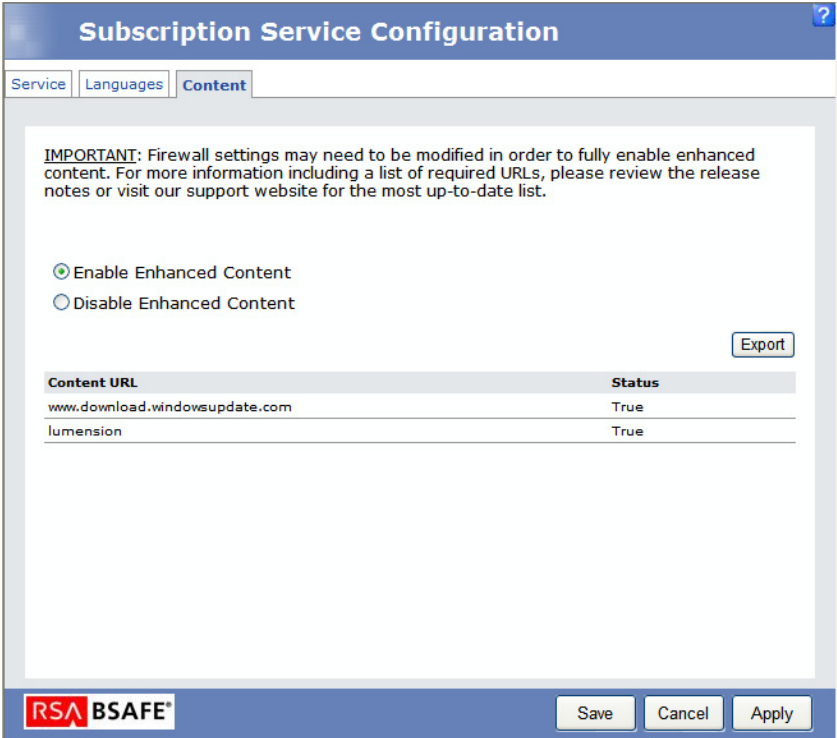 Subscription Service Configuration
?
Service Languages Content
IMPORTANT: Firewall settings may need to be modified in order to fully enable enhanced
content. For more information including a list of required URLs, please review the release
notes or visit our support website for the most up-to-date list.
Enable Enhanced Content
Disable Enhanced Content
Export
Content URL Status
www.download.windowsupdate.com True
lumension True
RSA BSAFE® Save Cancel Apply